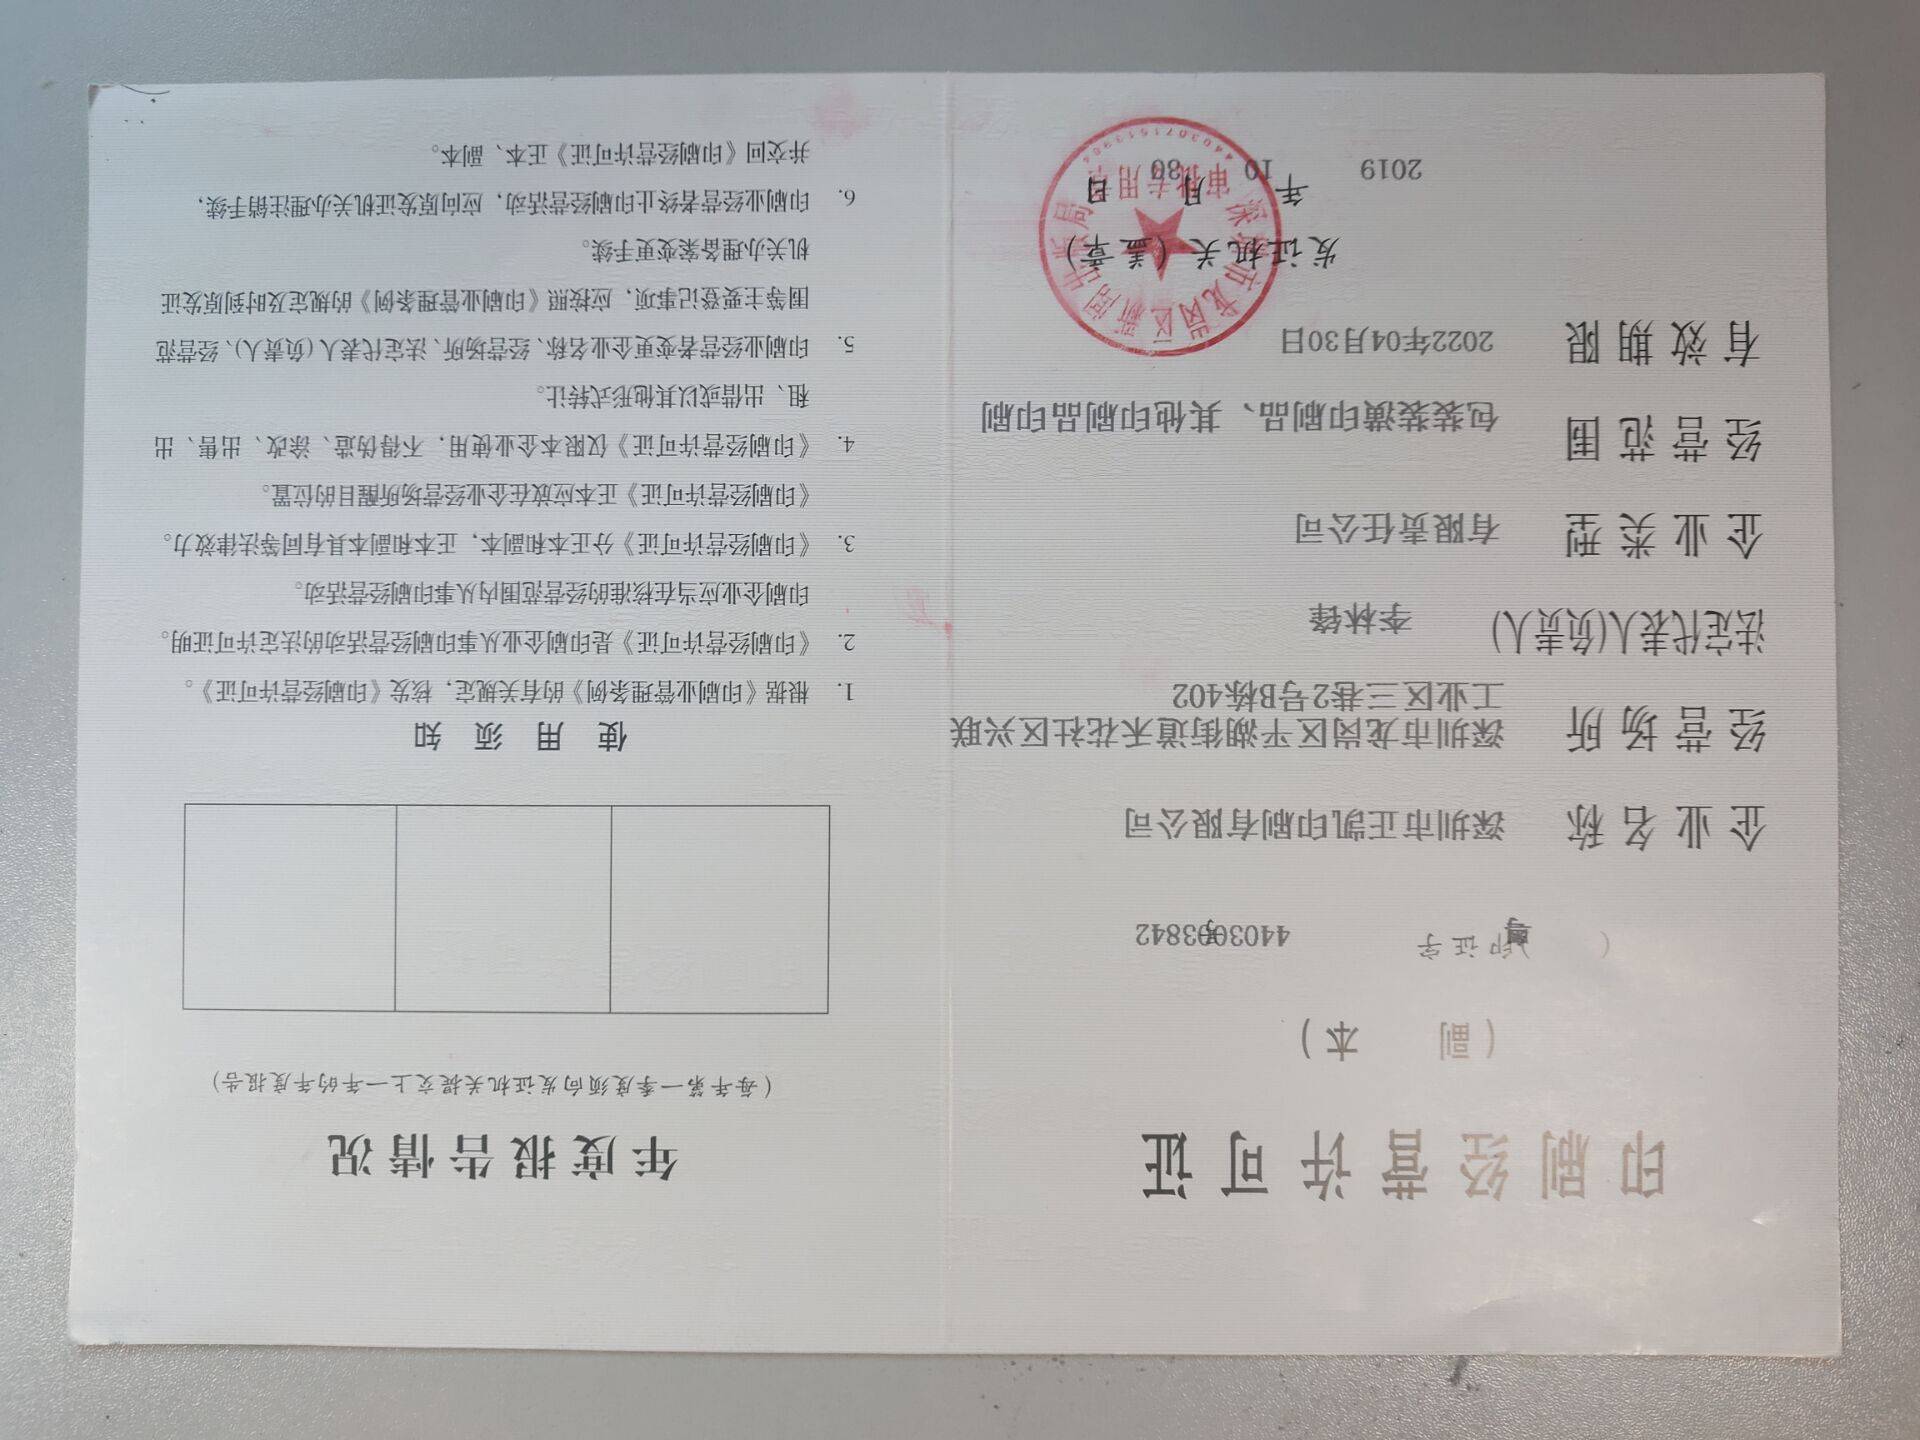 印刷经营许可证
（副 本）
（粤）印证字 4403003842 号
企业名称 深圳市正凯印刷有限公司
经营场所 深圳市龙岗区平湖街道禾花社区兴联
工业区三巷2号B栋402
法定代表人(负责人) 李林锋
企业类型 有限责任公司
经营范围 包装装潢印刷品、其他印刷品印刷
有效期限 2022年04月30日
发证机关（盖章）
2019 年 10 月 30 日
审批专用章
年度报告情况
（每年第一季度须向发证机关提交上一年的年度报告）
使用须知
1. 根据《印刷业管理条例》的有关规定，核发《印刷经营许可证》。
2. 《印刷经营许可证》是印刷企业从事印刷经营活动的法定许可证明。
印刷企业应当在核准的经营范围内从事印刷经营活动。
3. 《印刷经营许可证》分正本和副本，正本和副本具有同等法律效力。
《印刷经营许可证》正本应放在企业经营场所醒目的位置。
4. 《印刷经营许可证》仅限本企业使用，不得伪造、涂改、出售、出
租、出借或以其他形式转让。
5. 印刷业经营者变更企业名称、经营场所、法定代表人（负责人）、经营范
围等主要登记事项，应按照《印刷业管理条例》的规定及时到原发证
机关办理备案变更手续。
6. 印刷业经营者终止印刷经营活动，应向原发证机关办理注销手续，
并交回《印刷经营许可证》正本、副本。